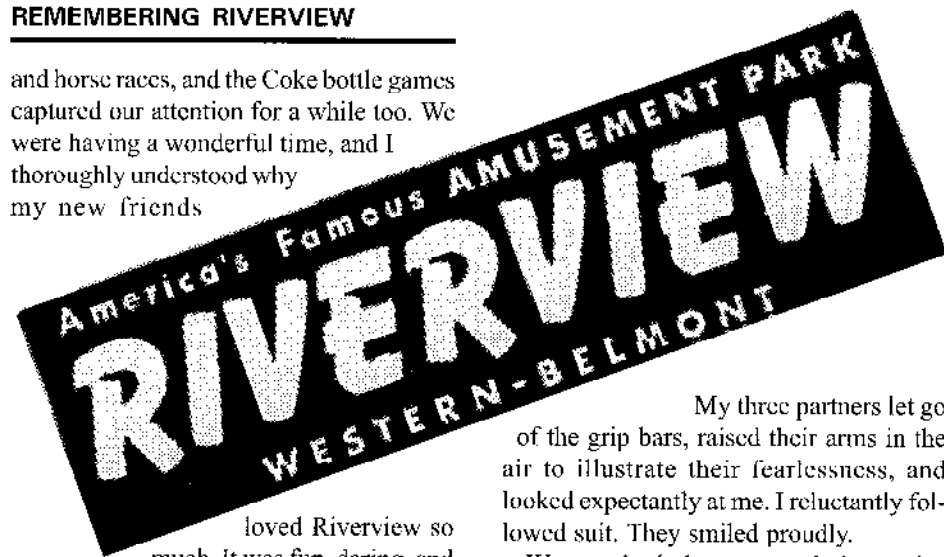 REMEMBERING RIVERVIEW
and horse races, and the Coke bottle games
captured our attention for a while too. We
were having a wonderful time, and I
thoroughly understood why
my new friends
America's Famous AMUSEMENT PARK
RIVERVIEW
WESTERN-BELMONT
loved Riverview so
My three partners let go
of the grip bars, raised their arms in the
air to illustrate their fearlessness, and
looked expectantly at me. I reluctantly fol-
lowed suit. They smiled proudly.